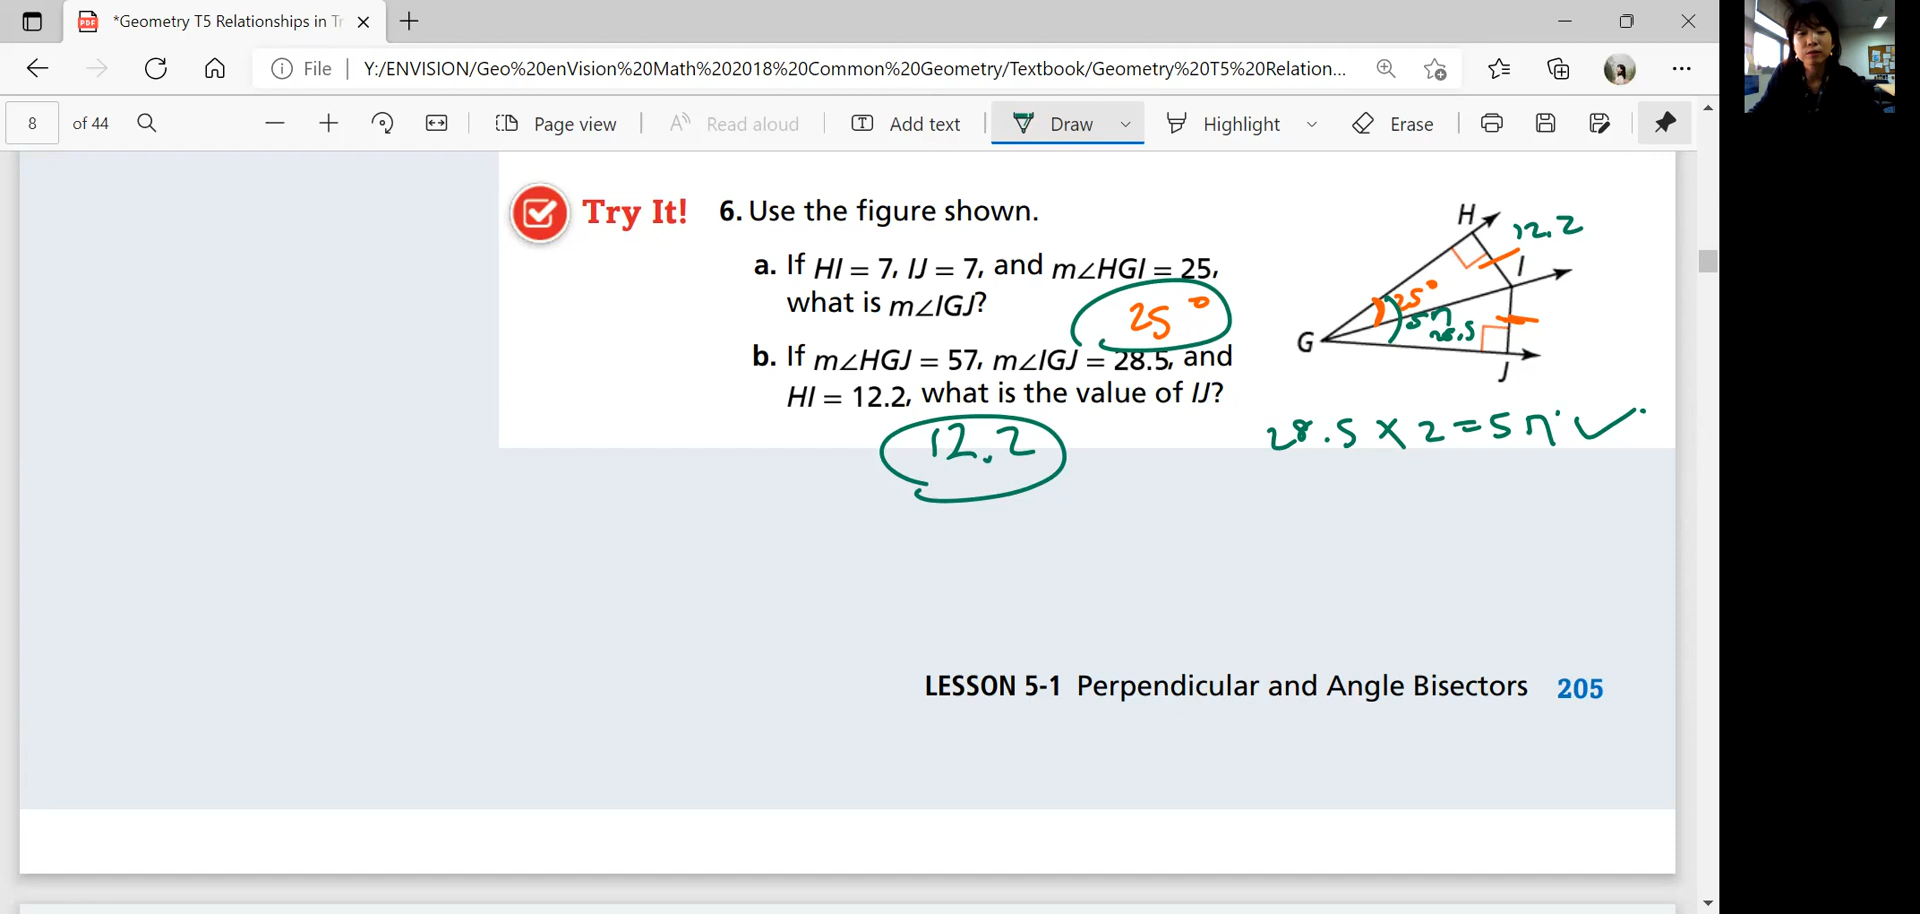 *Geometry T5 Relationships in Tr
File
Y:/ENVISION/Geo%20enVision%20Math%202018%20Common%20Geometry/Textbook/Geometry%20T5%20Relation...
8 of 44
Page view
Read aloud
Add text
Draw
Highlight
Erase
Try It!
6. Use the figure shown.
a. If HI = 7, IJ = 7, and m∠HGI = 25,
what is m∠IGJ?
25°
b. If m∠HGJ = 57, m∠IGJ = 28.5, and
HI = 12.2, what is the value of IJ?
12.2
H
12.2
I
25°
57
28.5
G
J
28.5 × 2 = 57 ✓
LESSON 5-1 Perpendicular and Angle Bisectors 205